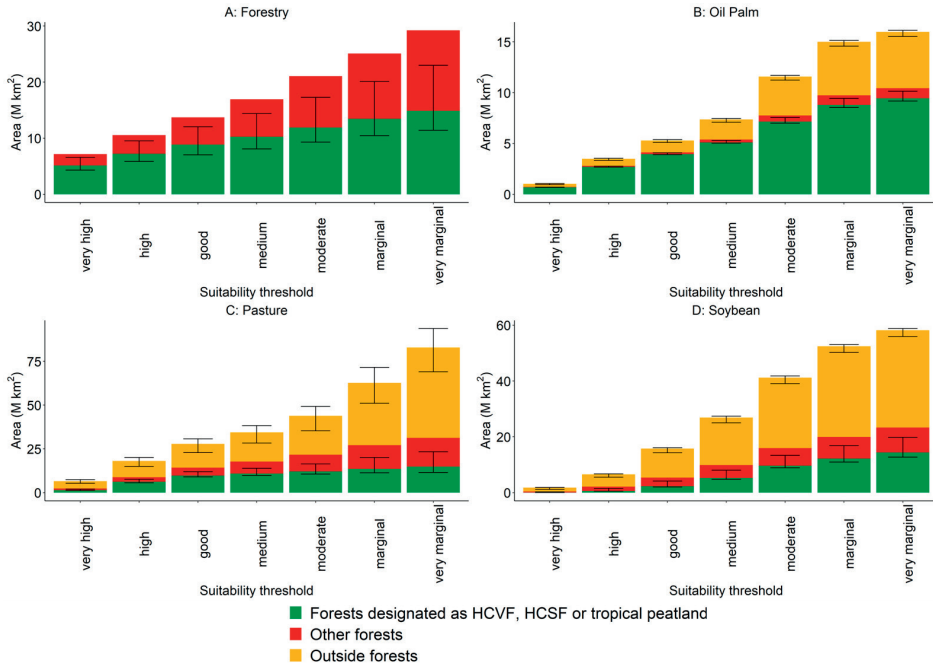 A: Forestry
Area (M km²)
30
20
10
0
very high
high
good
medium
moderate
marginal
very marginal
Suitability threshold
B: Oil Palm
Area (M km²)
15
10
5
0
very high
high
good
medium
moderate
marginal
very marginal
Suitability threshold
C: Pasture
Area (M km²)
75
50
25
0
very high
high
good
medium
moderate
marginal
very marginal
Suitability threshold
D: Soybean
Area (M km²)
60
40
20
0
very high
high
good
medium
moderate
marginal
very marginal
Suitability threshold
Forests designated as HCVF, HCSF or tropical peatland
Other forests
Outside forests